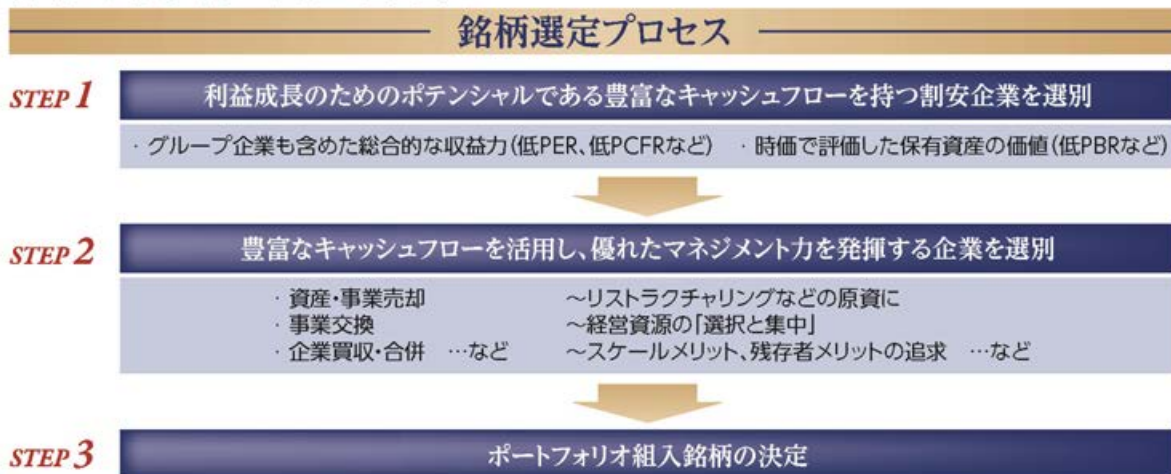 銘柄選定プロセス
STEP 1
利益成長のためのポテンシャルである豊富なキャッシュフローを持つ割安企業を選別
・グループ企業も含めた総合的な収益力(低PER、低PCFRなど) ・時価で評価した保有資産の価値(低PBRなど)
STEP 2
豊富なキャッシュフローを活用し、優れたマネジメント力を発揮する企業を選別
・資産・事業売却 ～リストラクチャリングなどの原資に
・事業交換 ～経営資源の「選択と集中」
・企業買収・合併 …など ～スケールメリット、残存者メリットの追求 …など
STEP 3
ポートフォリオ組入銘柄の決定